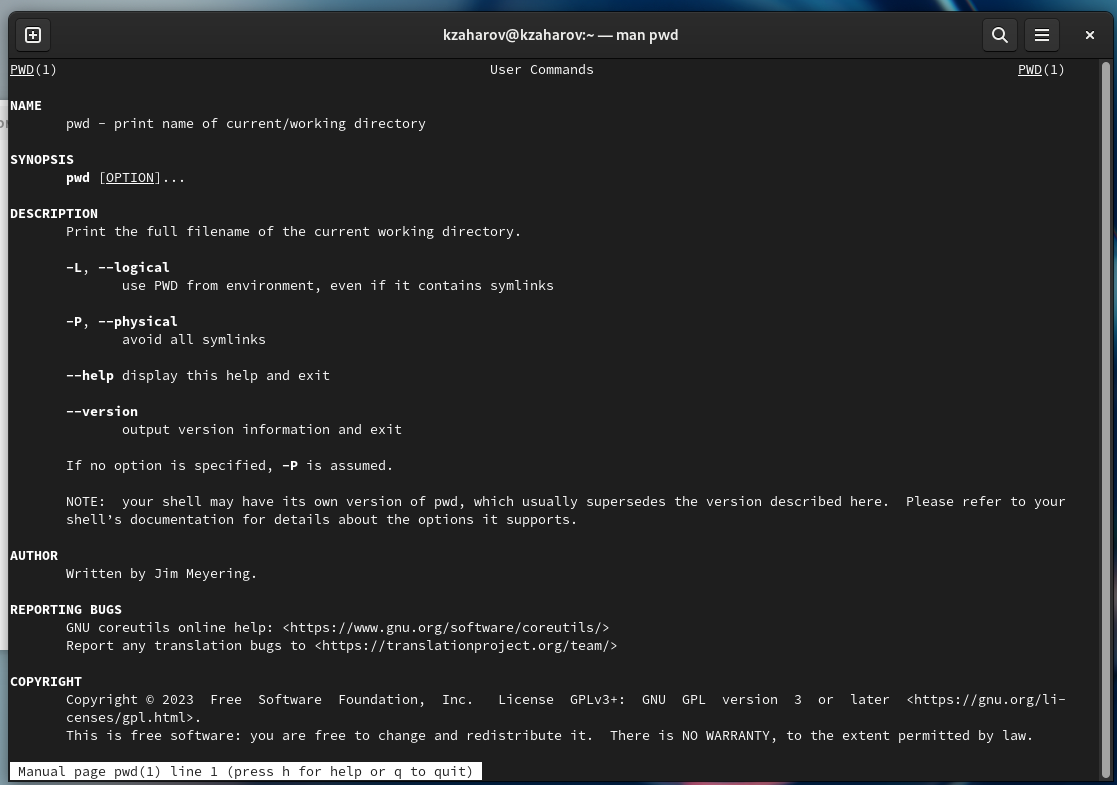 kzaharov@kzaharov:~ — man pwd
PWD(1) User Commands PWD(1)
NAME
pwd - print name of current/working directory
SYNOPSIS
pwd [OPTION]...
DESCRIPTION
Print the full filename of the current working directory.
-L, --logical
use PWD from environment, even if it contains symlinks
-P, --physical
avoid all symlinks
--help display this help and exit
--version
output version information and exit
If no option is specified, -P is assumed.
NOTE:  your shell may have its own version of pwd, which usually supersedes the version described here.  Please refer to your
shell’s documentation for details about the options it supports.
AUTHOR
Written by Jim Meyering.
REPORTING BUGS
GNU coreutils online help: <https://www.gnu.org/software/coreutils/>
Report any translation bugs to <https://translationproject.org/team/>
COPYRIGHT
Copyright © 2023  Free  Software  Foundation,  Inc.   License  GPLv3+:  GNU  GPL  version  3  or  later  <https://gnu.org/li-
censes/gpl.html>.
This is free software: you are free to change and redistribute it.  There is NO WARRANTY, to the extent permitted by law.
Manual page pwd(1) line 1 (press h for help or q to quit)